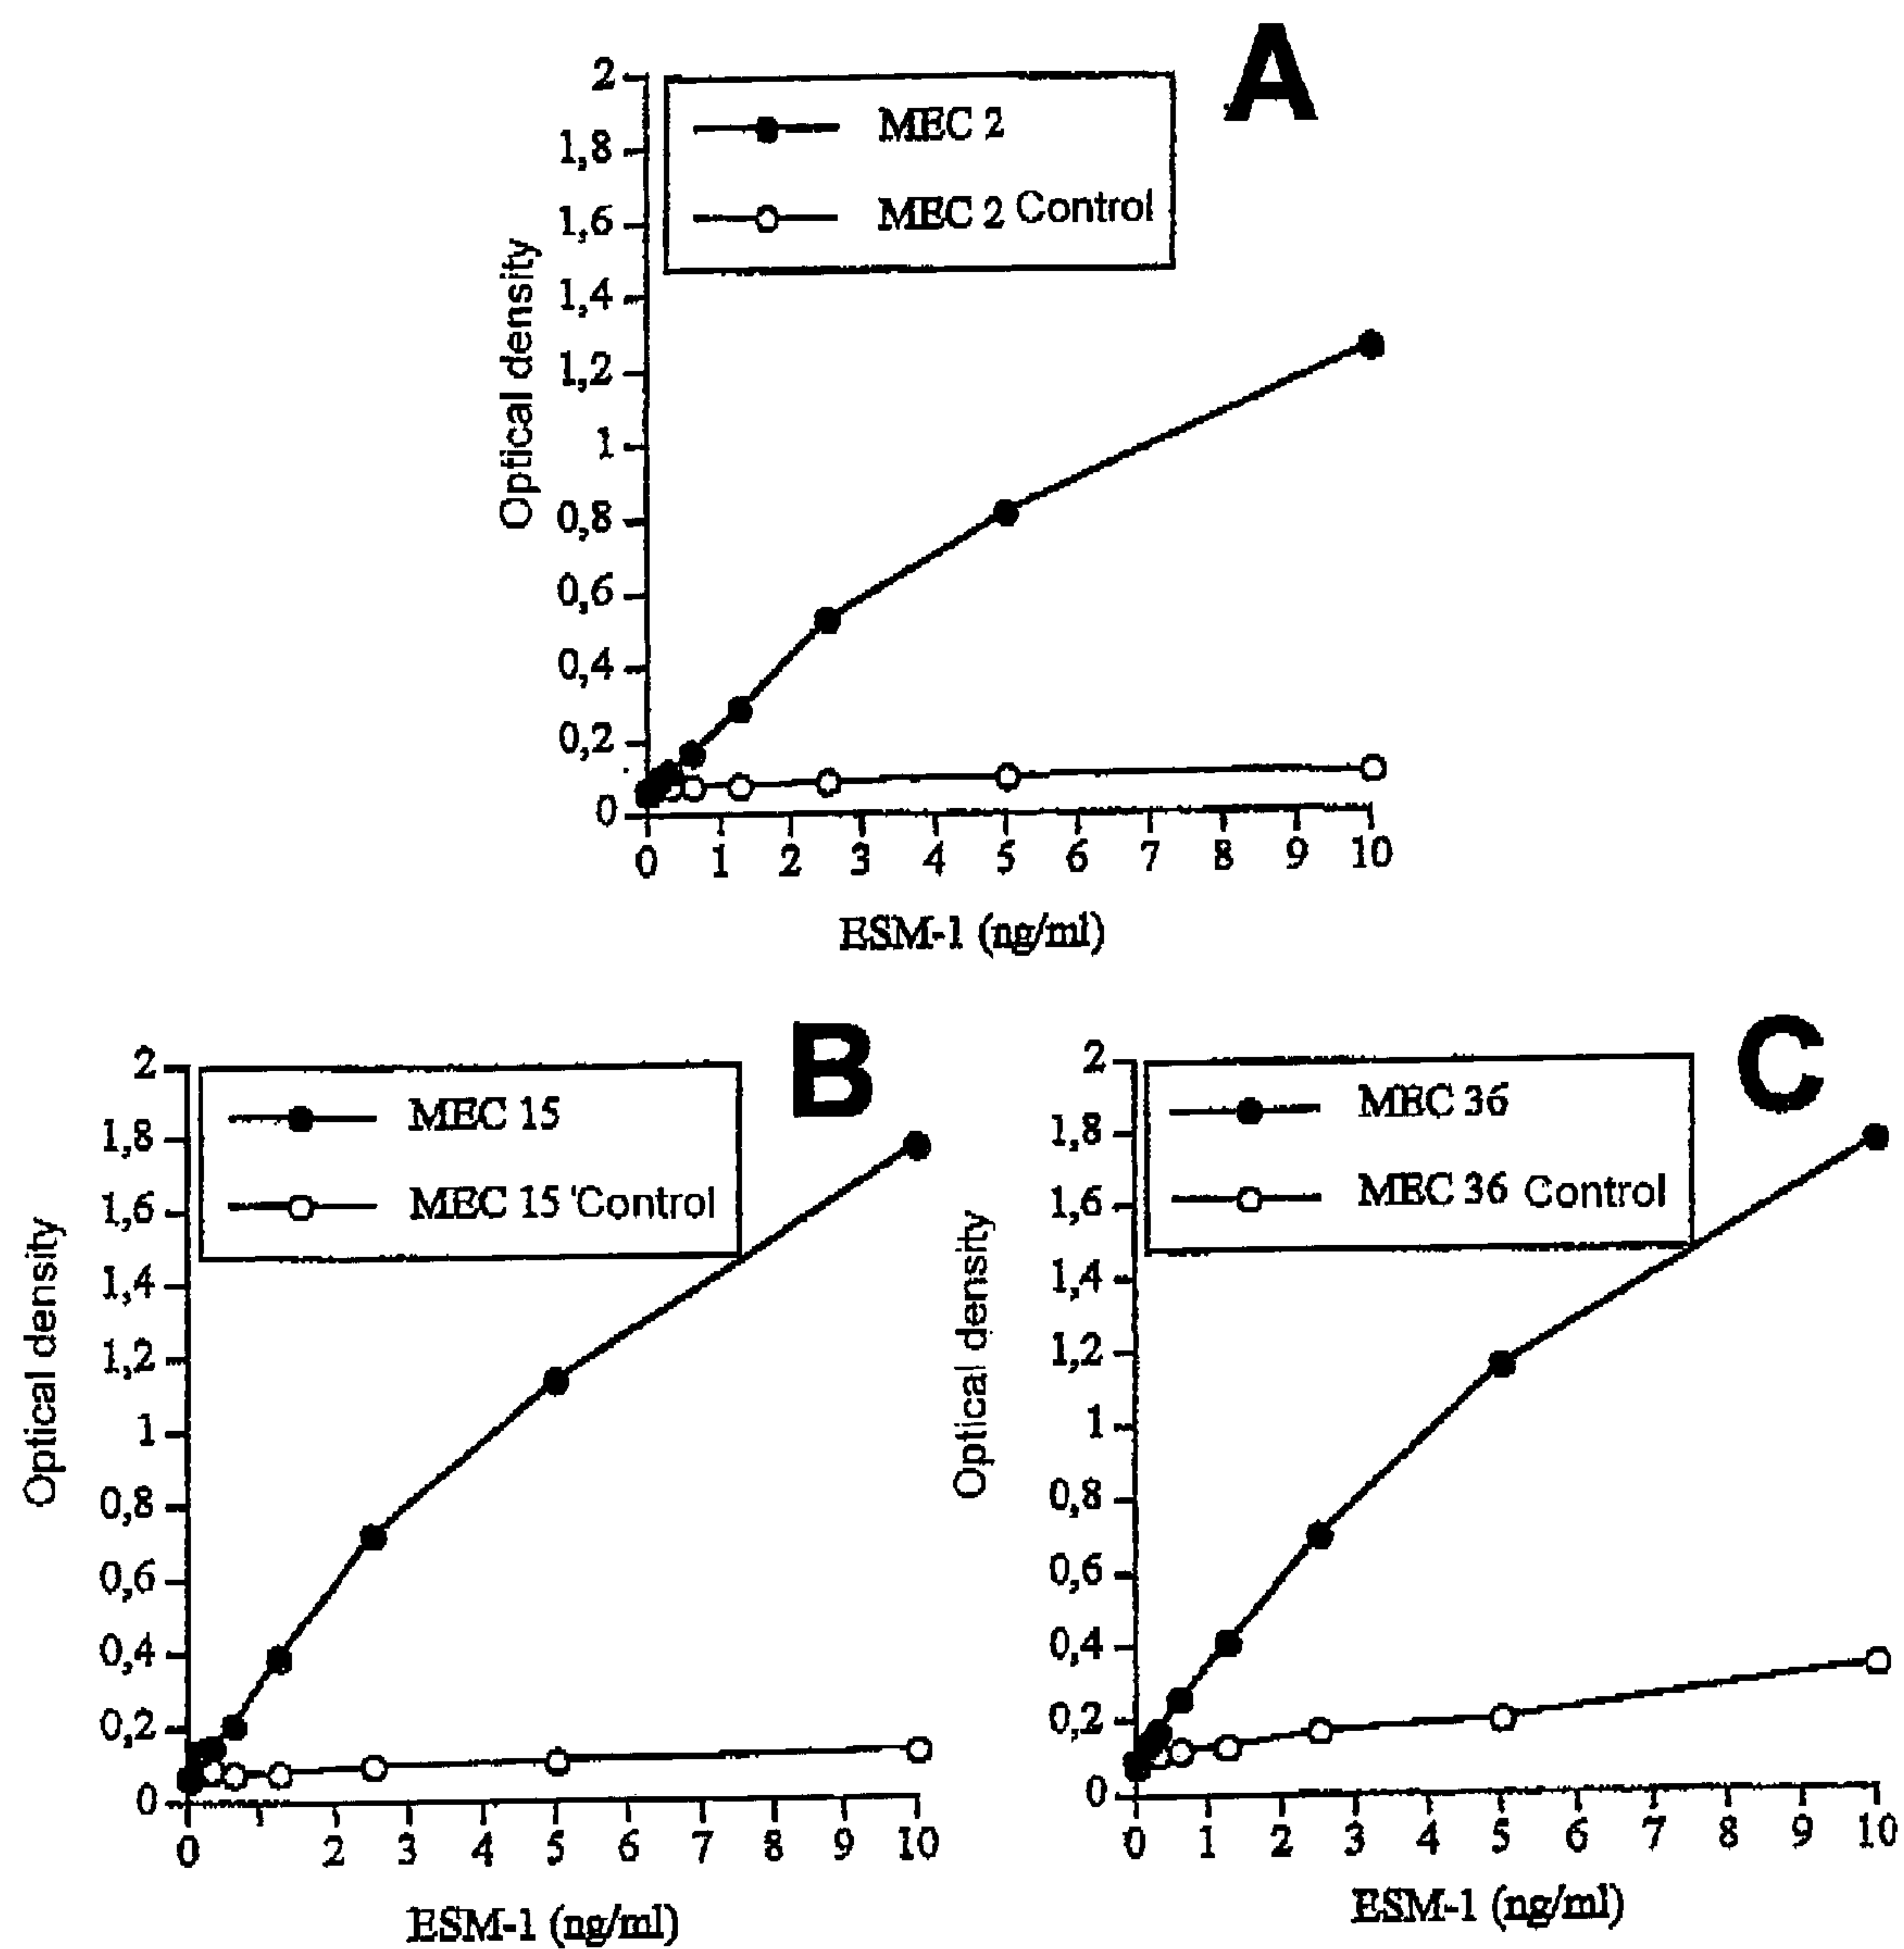 A
2
1,8
1,6
1,4
1,2
1
0,8
0,6
0,4
0,2
0
Optical density
MEC 2
MEC 2 Control
0 1 2 3 4 5 6 7 8 9 10
ESM-1 (ng/ml)
B
2
1,8
1,6
1,4
1,2
1
0,8
0,6
0,4
0,2
0
Optical density
MEC 15
MEC 15 Control
0 1 2 3 4 5 6 7 8 9 10
ESM-1 (ng/ml)
C
2
1,8
1,6
1,4
1,2
1
0,8
0,6
0,4
0,2
0
Optical density
MEC 36
MEC 36 Control
0 1 2 3 4 5 6 7 8 9 10
ESM-1 (ng/ml)